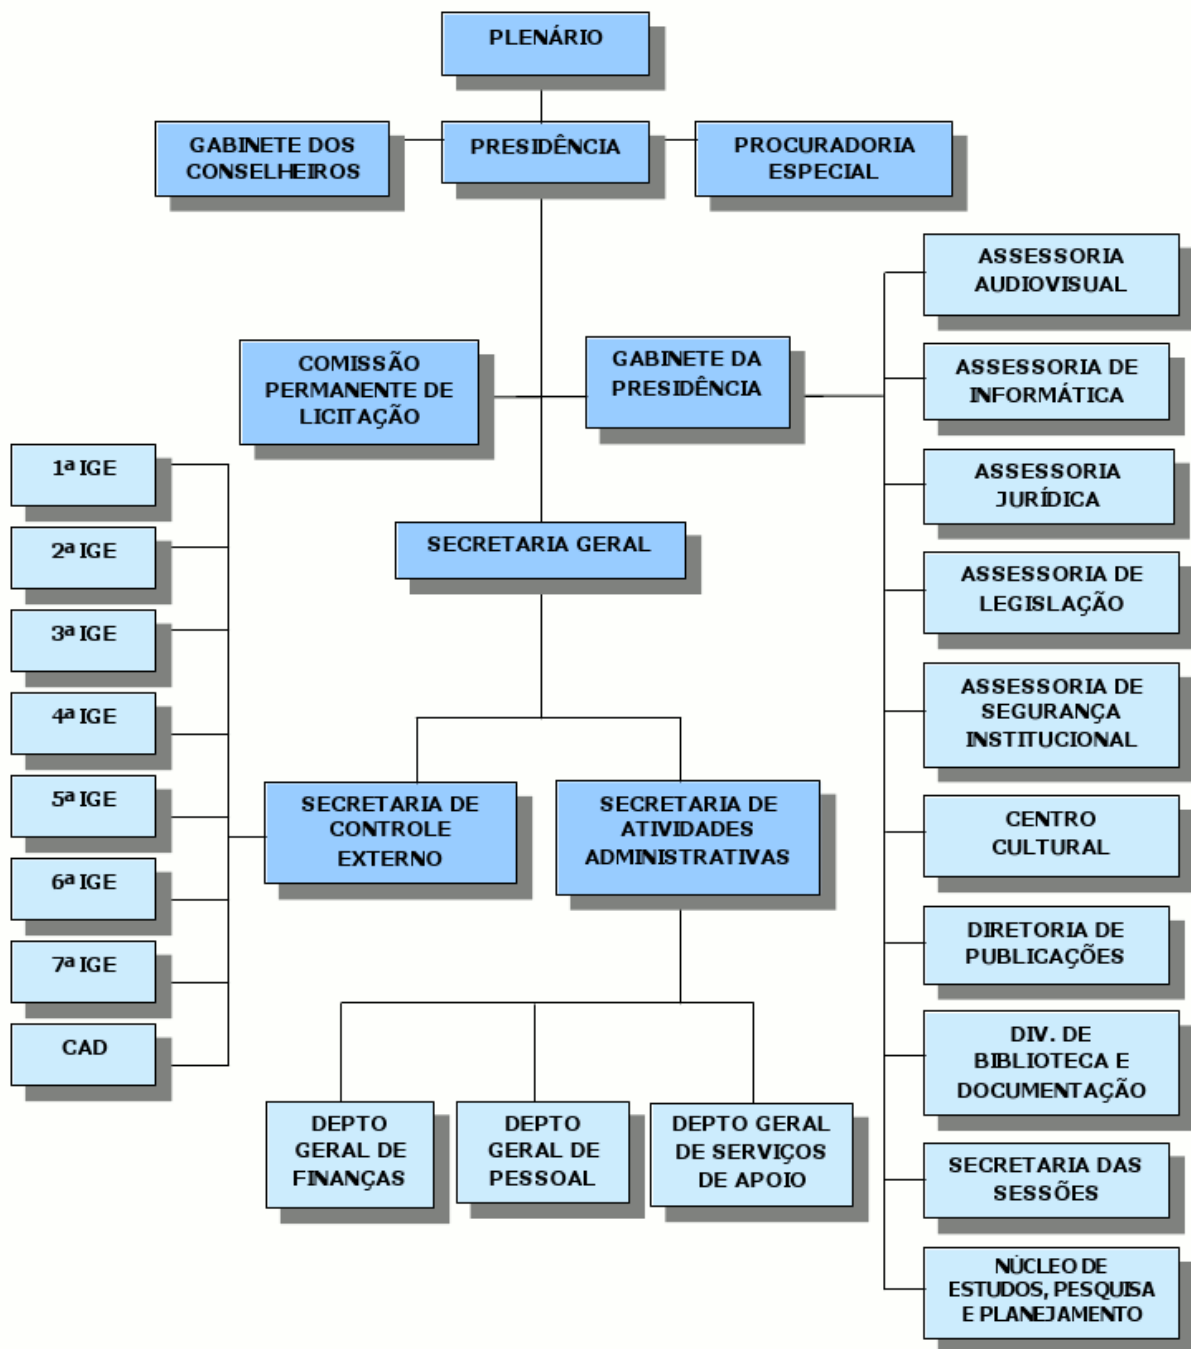 PLENÁRIO
GABINETE DOS
CONSELHEIROS
PRESIDÊNCIA
PROCURADORIA
ESPECIAL
COMISSÃO
PERMANENTE DE
LICITAÇÃO
GABINETE DA
PRESIDÊNCIA
ASSESSORIA
AUDIOVISUAL
ASSESSORIA DE
INFORMÁTICA
ASSESSORIA
JURÍDICA
ASSESSORIA DE
LEGISLAÇÃO
ASSESSORIA DE
SEGURANÇA
INSTITUCIONAL
CENTRO
CULTURAL
DIRETORIA DE
PUBLICAÇÕES
DIV. DE
BIBLIOTECA E
DOCUMENTAÇÃO
SECRETARIA DAS
SESSÕES
NÚCLEO DE
ESTUDOS, PESQUISA
E PLANEJAMENTO
SECRETARIA GERAL
1ª IGE
2ª IGE
3ª IGE
4ª IGE
5ª IGE
6ª IGE
7ª IGE
CAD
SECRETARIA DE
CONTROLE
EXTERNO
SECRETARIA DE
ATIVIDADES
ADMINISTRATIVAS
DEPTO
GERAL DE
FINANÇAS
DEPTO
GERAL DE
PESSOAL
DEPTO GERAL
DE SERVIÇOS
DE APOIO